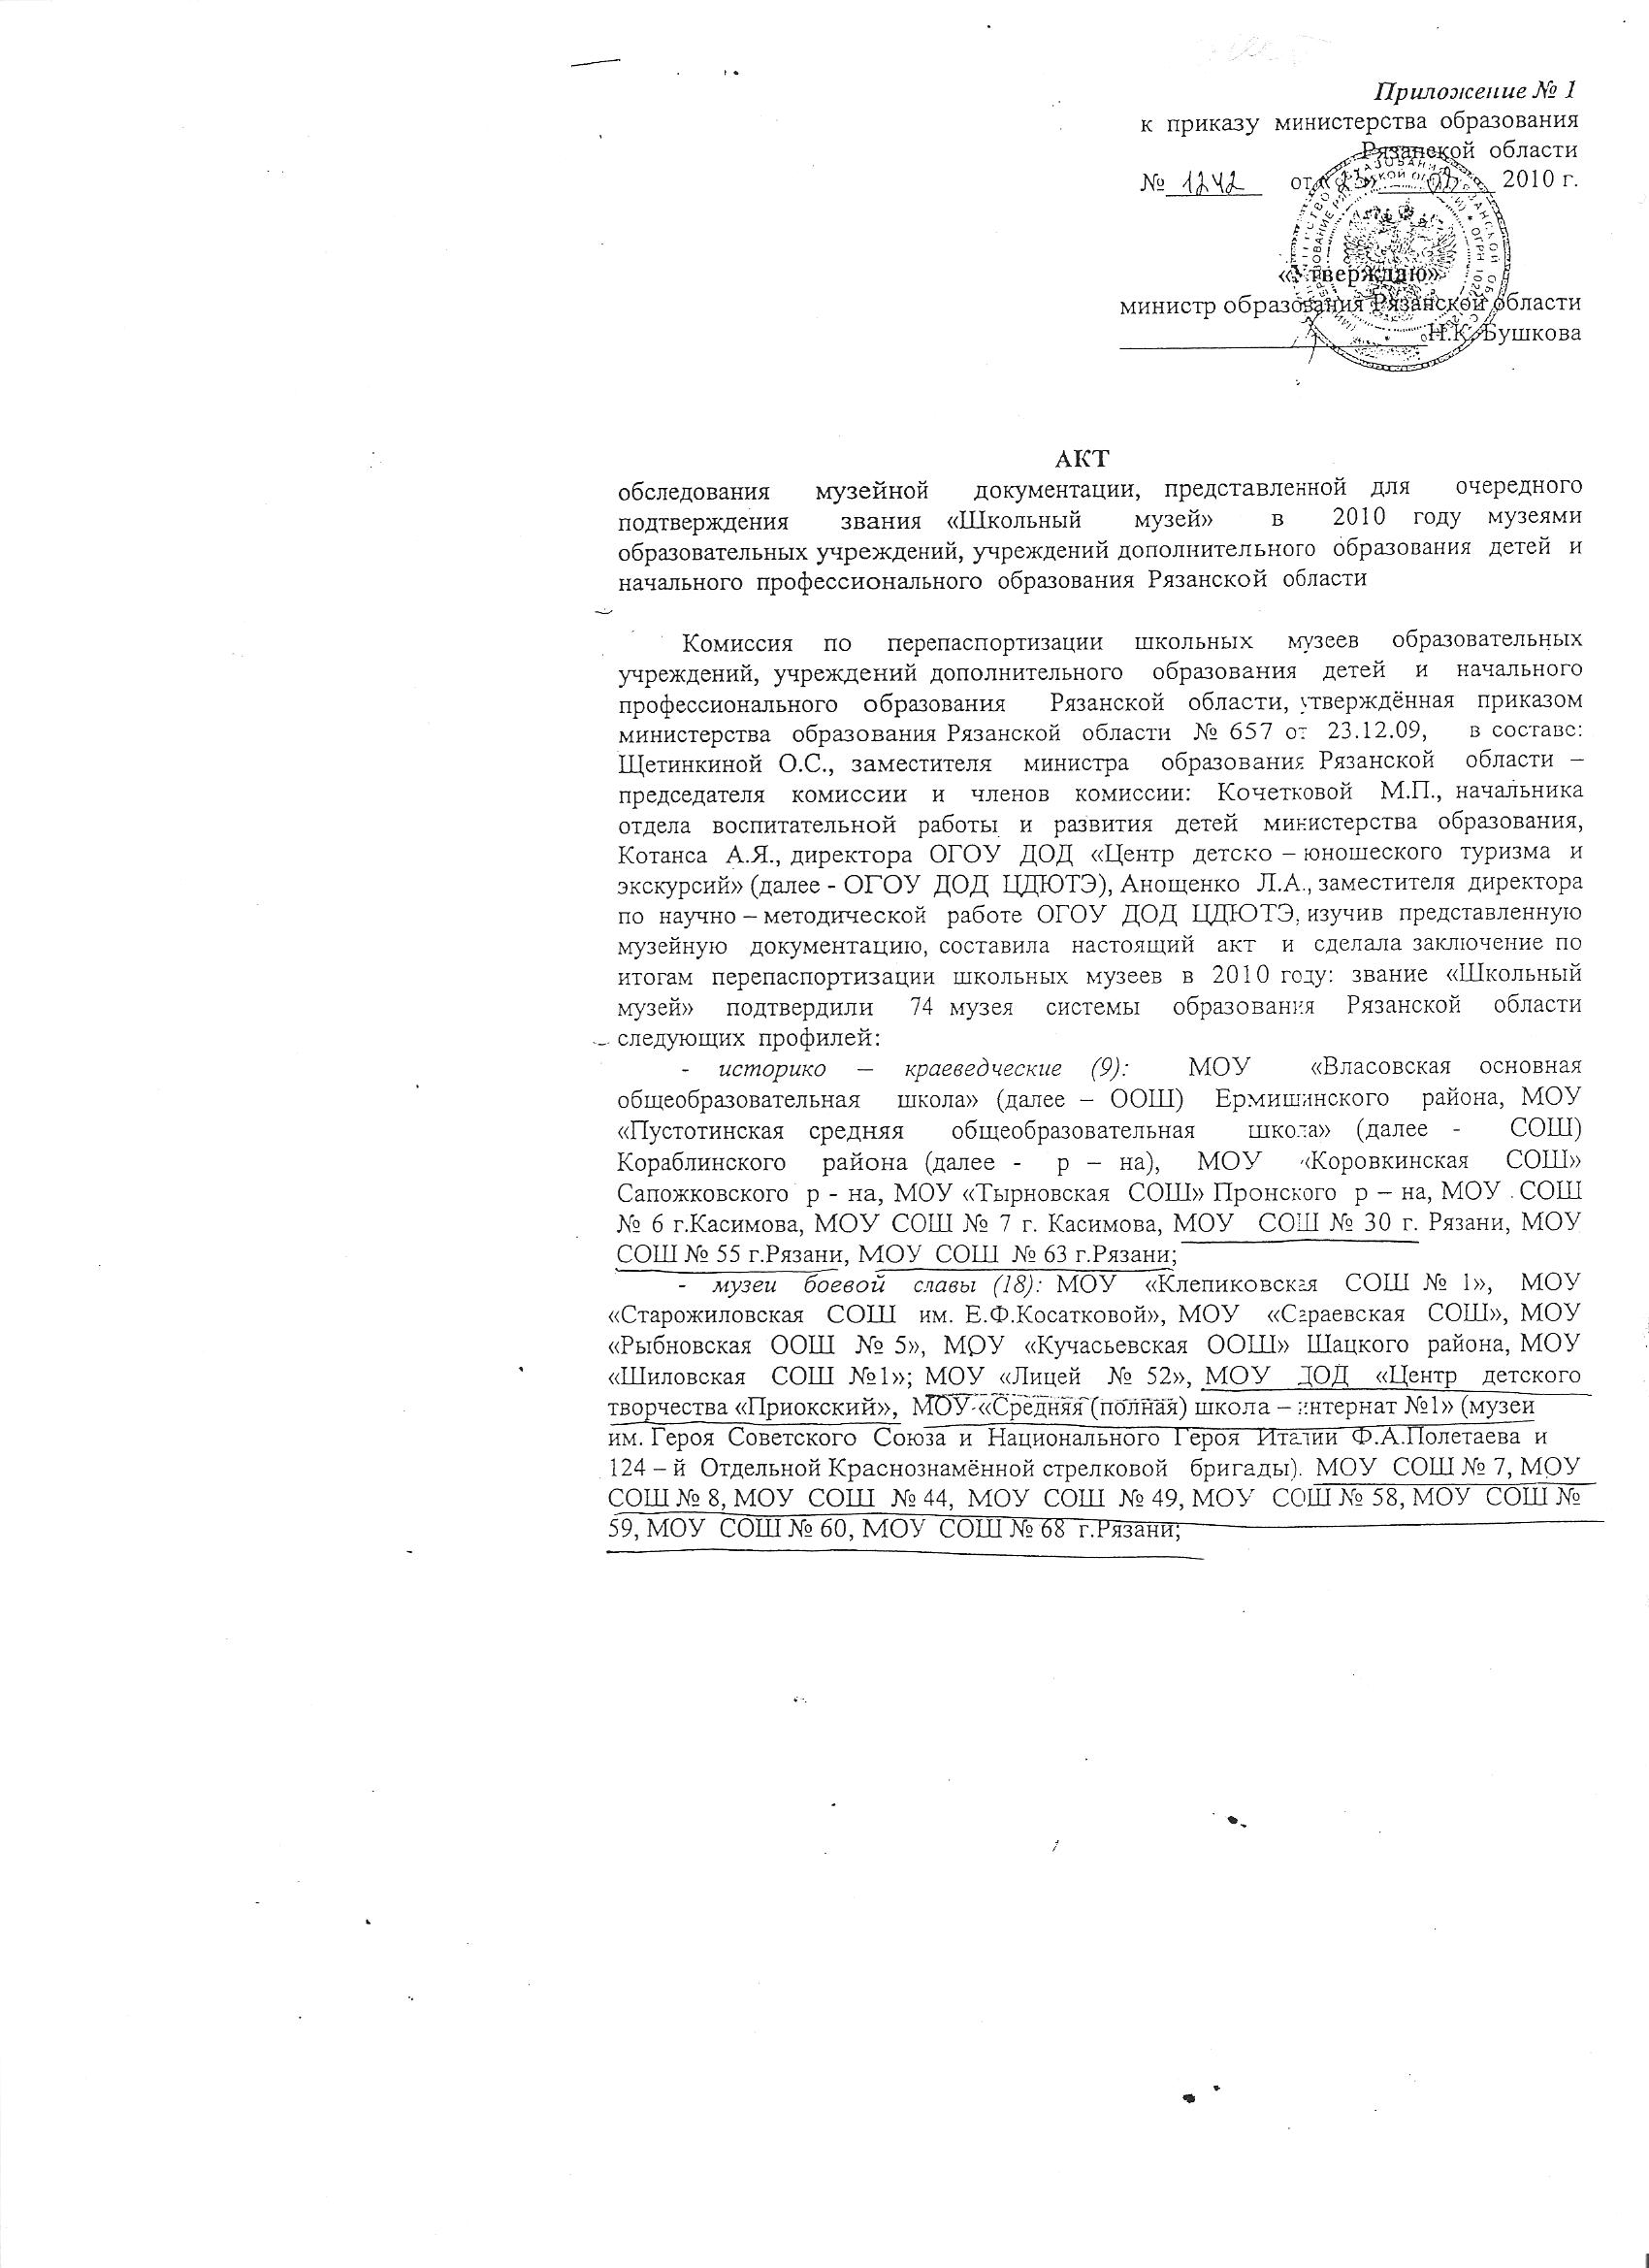 Приложение № 1
к приказу министерства образования
Рязанской области
№ 1242 от 2010 г.
«Утверждаю»
министр образования Рязанской области
Н.К. Бушкова
АКТ
обследования музейной документации, представленной для очередного
подтверждения звания «Школьный музей» в 2010 году музеями
образовательных учреждений, учреждений дополнительного образования детей и
начального профессионального образования Рязанской области
Комиссия по перепаспортизации школьных музеев образовательных
учреждений, учреждений дополнительного образования детей и начального
профессионального образования Рязанской области, утверждённая приказом
министерства образования Рязанской области № 657 от 23.12.09, в составе:
Щетинкиной О.С., заместителя министра образования Рязанской области –
председателя комиссии и членов комиссии: Кочетковой М.П., начальника
отдела воспитательной работы и развития детей министерства образования,
Котанса А.Я., директора ОГОУ ДОД «Центр детско – юношеского туризма и
экскурсий» (далее - ОГОУ ДОД ЦДЮТЭ), Анощенко Л.А., заместителя директора
по научно – методической работе ОГОУ ДОД ЦДЮТЭ, изучив представленную
музейную документацию, составила настоящий акт и сделала заключение по
итогам перепаспортизации школьных музеев в 2010 году: звание «Школьный
музей» подтвердили 74 музея системы образования Рязанской области
следующих профилей:
- историко – краеведческие (9): МОУ «Власовская основная
общеобразовательная школа» (далее – ООШ) Ермишинского района, МОУ
«Пустотинская средняя общеобразовательная школа» (далее - СОШ)
Кораблинского района (далее - р – на), МОУ «Коровкинская СОШ»
Сапожковского р - на, МОУ «Тырновская СОШ» Пронского р – на, МОУ СОШ
№ 6 г.Касимова, МОУ СОШ № 7 г. Касимова, МОУ СОШ № 30 г. Рязани, МОУ
СОШ № 55 г.Рязани, МОУ СОШ № 63 г.Рязани;
- музеи боевой славы (18): МОУ «Клепиковская СОШ № 1», МОУ
«Старожиловская СОШ им. Е.Ф.Косатковой», МОУ «Сараевская СОШ», МОУ
«Рыбновская ООШ № 5», МОУ «Кучасьевская ООШ» Шацкого района, МОУ
«Шиловская СОШ №1»; МОУ «Лицей № 52», МОУ ДОД «Центр детского
творчества «Приокский», МОУ «Средняя (полная) школа – интернат №1» (музеи
им. Героя Советского Союза и Национального Героя Италии Ф.А.Полетаева и
124 – й Отдельной Краснознамённой стрелковой бригады). МОУ СОШ № 7, МОУ
СОШ № 8, МОУ СОШ № 44, МОУ СОШ № 49, МОУ СОШ № 58, МОУ СОШ №
59, МОУ СОШ № 60, МОУ СОШ № 68 г.Рязани;